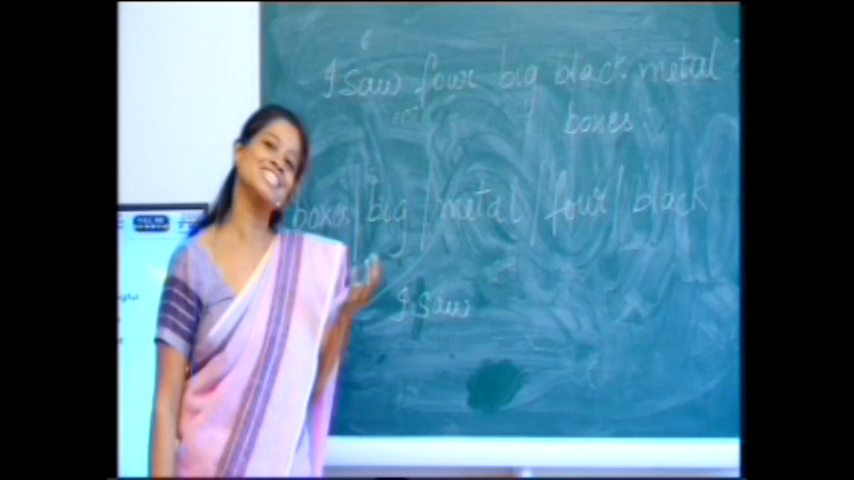 I saw four big black metal
boxes.
boxes / big / metal / four / black
I saw